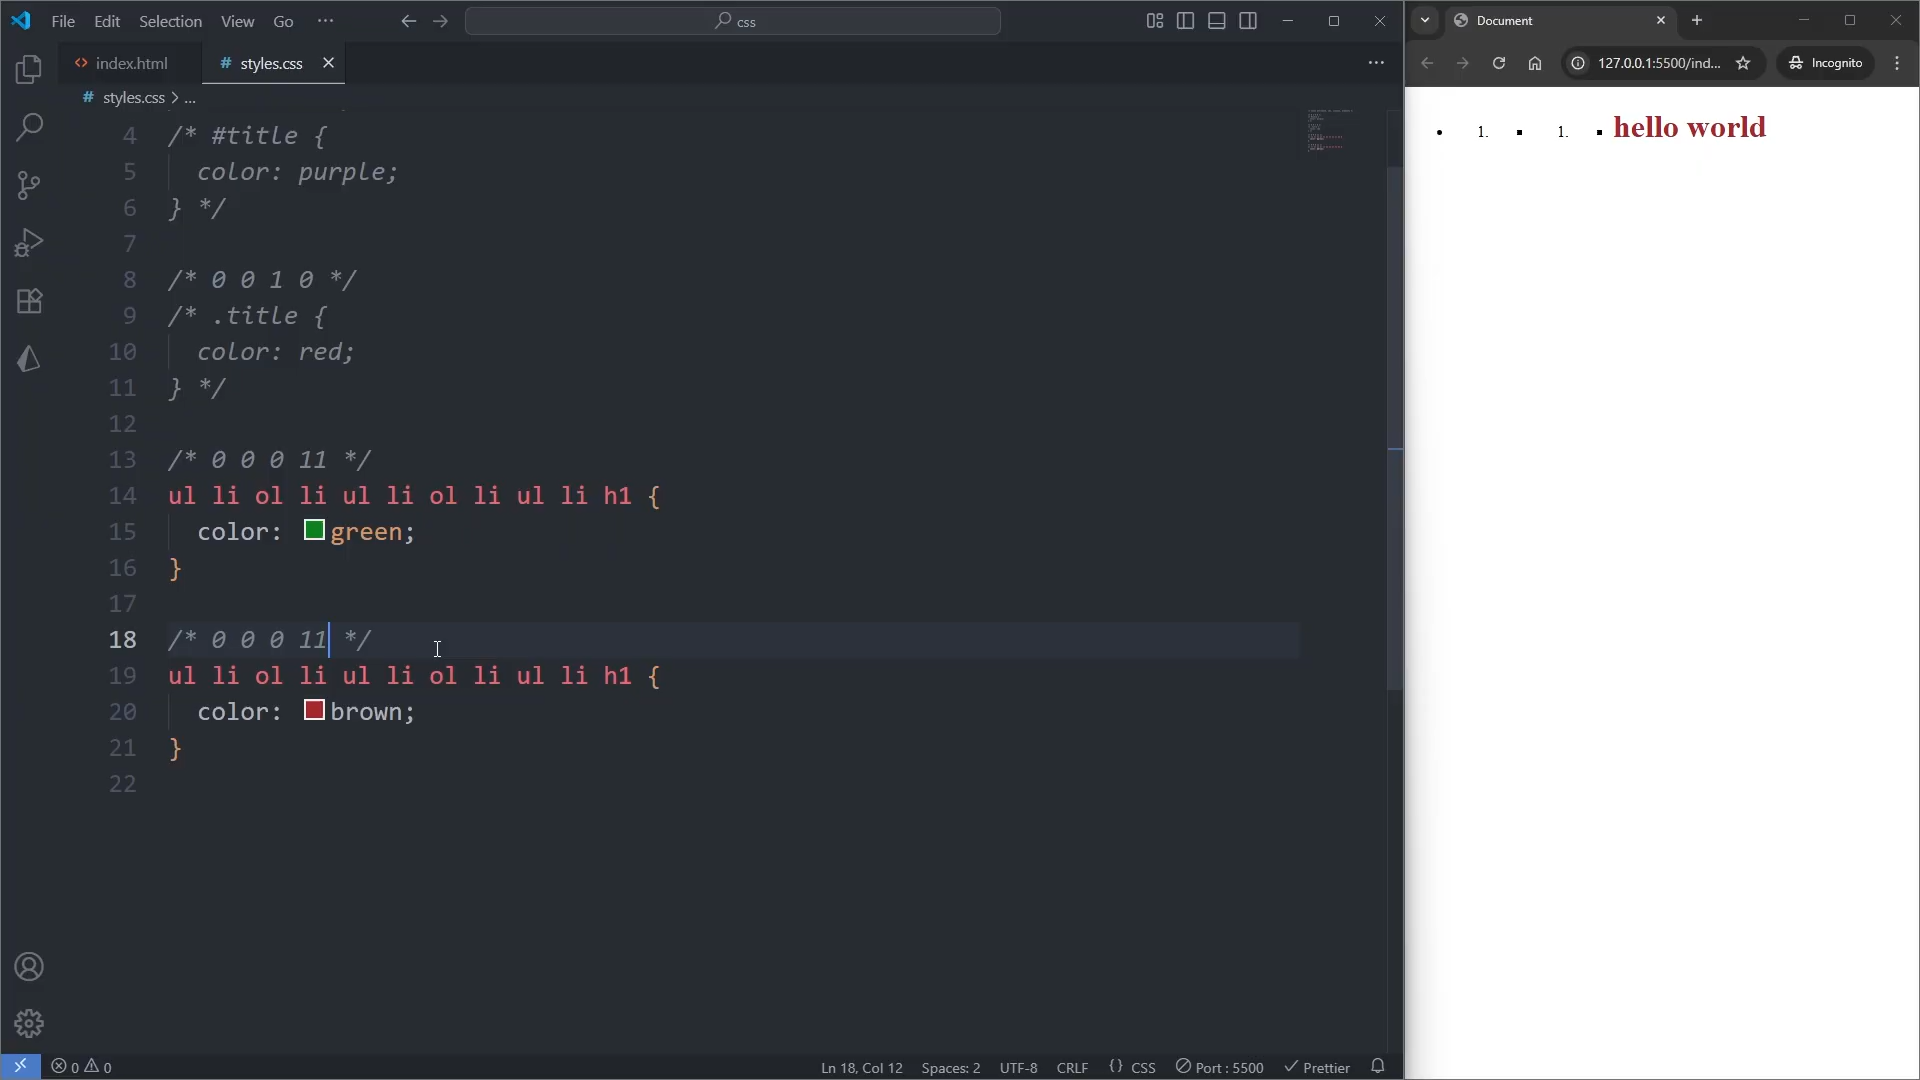 File Edit Selection View Go ··· css
index.html # styles.css
# styles.css > ...
4 /* #title {
5 color: purple;
6 } */
7
8 /* 0 0 1 0 */
9 /* .title {
10 color: red;
11 } */
12
13 /* 0 0 0 11 */
14 ul li ol li ul li ol li ul li h1 {
15 color: green;
16 }
17
18 /* 0 0 0 11 */
19 ul li ol li ul li ol li ul li h1 {
20 color: brown;
21 }
22
0 0 Ln 18, Col 12 Spaces: 2 UTF-8 CRLF {} CSS Port : 5500 Prettier
Document
127.0.0.1:5500/ind... Incognito
1. 1. hello world